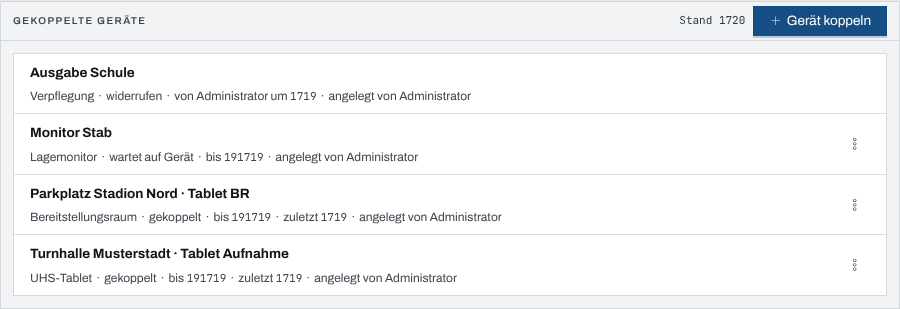 GEKOPPELTE GERÄTE
Stand 1720
+ Gerät koppeln
Ausgabe Schule
Verpflegung · widerrufen · von Administrator um 1719 · angelegt von Administrator
Monitor Stab
Lagemonitor · wartet auf Gerät · bis 191719 · angelegt von Administrator
Parkplatz Stadion Nord · Tablet BR
Bereitstellungsraum · gekoppelt · bis 191719 · zuletzt 1719 · angelegt von Administrator
Turnhalle Musterstadt · Tablet Aufnahme
UHS-Tablet · gekoppelt · bis 191719 · zuletzt 1719 · angelegt von Administrator